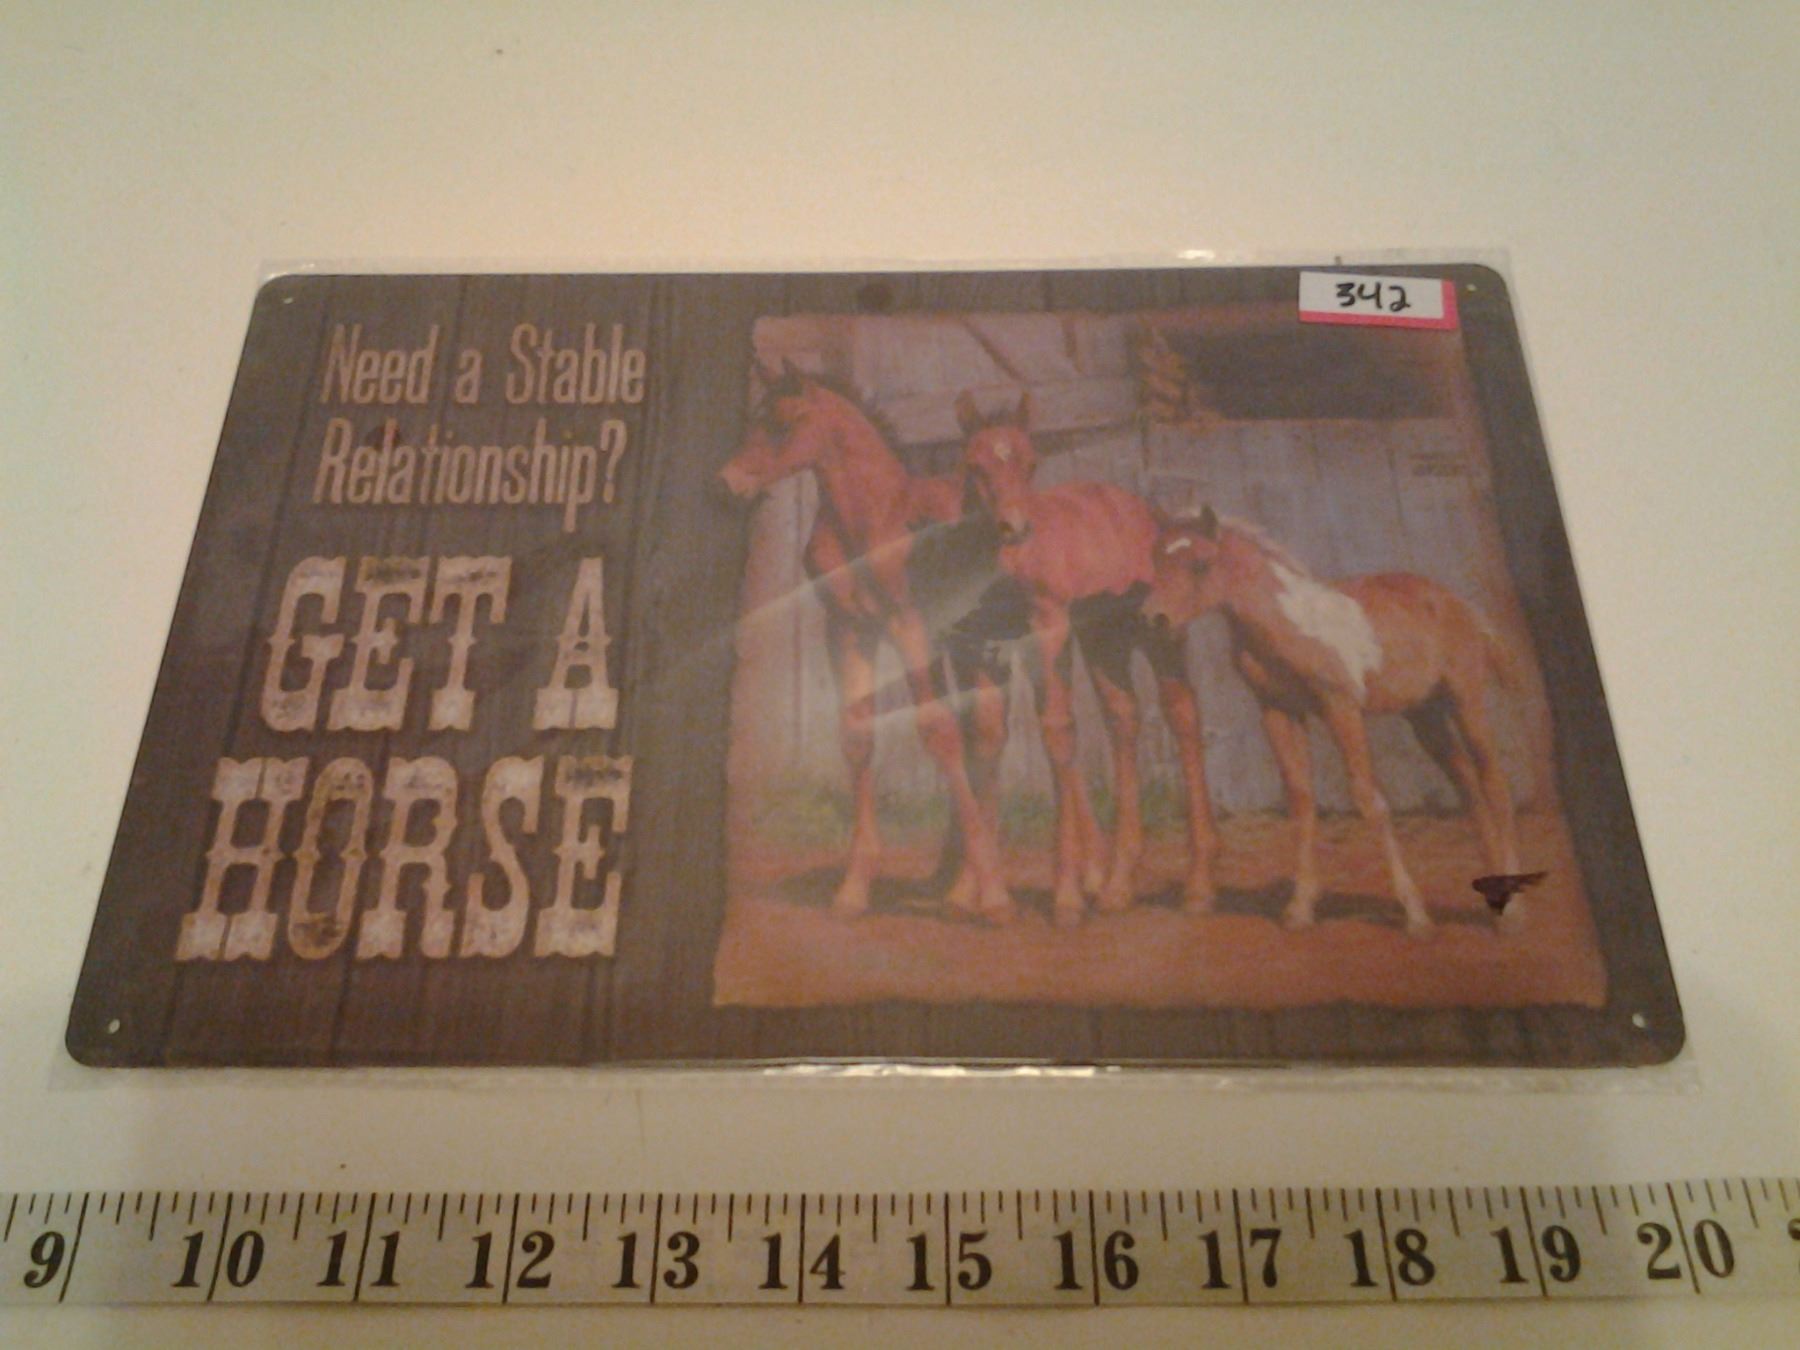 342
Need a Stable
Relationship?
GET A
HORSE
9 10 11 12 13 14 15 16 17 18 19 20